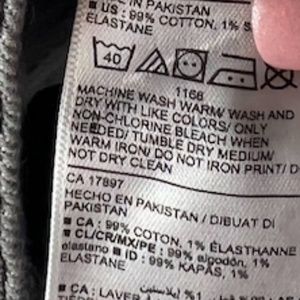 IN PAKISTAN
■ US : 99% COTTON, 1% S
ELASTANE
40
1168
MACHINE WASH WARM/ WASH AND
DRY WITH LIKE COLORS/ ONLY
NON-CHLORINE BLEACH WHEN
NEEDED/ TUMBLE DRY MEDIUM/
WARM IRON/ DO NOT IRON PRINT/ D
NOT DRY CLEAN
CA 17897
HECHO EN PAKISTAN / DIBUAT DI
PAKISTAN
■ CA : 99% COTON, 1% ÉLASTHANNE
■ CL/CR/MX/PE : 99% algodón, 1%
elastano ■ ID : 99% KAPAS, 1%
ELASTANE
■ CA : LAVER